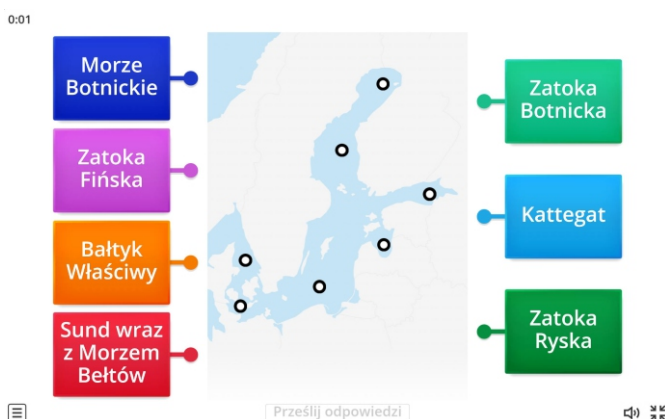 0:01
Morze
Botnickie
Zatoka
Fińska
Bałtyk
Właściwy
Sund wraz
z Morzem
Bełtów
Zatoka
Botnicka
Kattegat
Zatoka
Ryska
Prześlij odpowiedzi